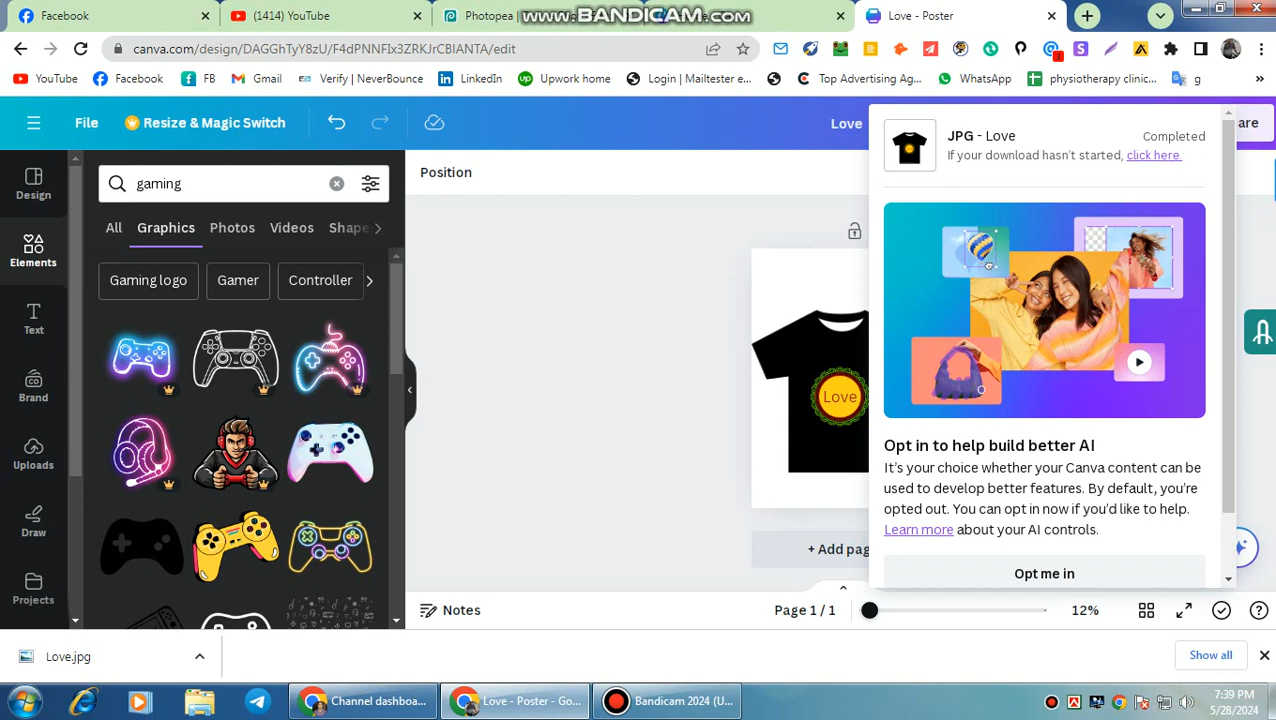 Facebook
(1414) YouTube
Photopea
WWW.BANDICAM.COM
Love - Poster
canva.com/design/DAGGhTyY8zU/F4dPNNFIx3ZRKJrCBIANTA/edit
3
YouTube
Facebook
FB
Gmail
Verify | NeverBounce
LinkedIn
Upwork home
Login | Mailtester e...
Top Advertising Ag...
WhatsApp
physiotherapy clinic...
g
»
File
Resize & Magic Switch
Love
are
JPG - Love
Completed
If your download hasn't started, click here.
Design
Elements
Text
Brand
Uploads
Draw
Projects
gaming
All
Graphics
Photos
Videos
Shape
Gaming logo
Gamer
Controller
Position
Love
+ Add pag
Opt in to help build better AI
It's your choice whether your Canva content can be
used to develop better features. By default, you're
opted out. You can opt in now if you'd like to help.
Learn more about your AI controls.
Opt me in
Notes
Page 1 / 1
12%
Love.jpg
Show all
Channel dashboa...
Love - Poster - Go...
Bandicam 2024 (U...
7:39 PM
5/28/2024